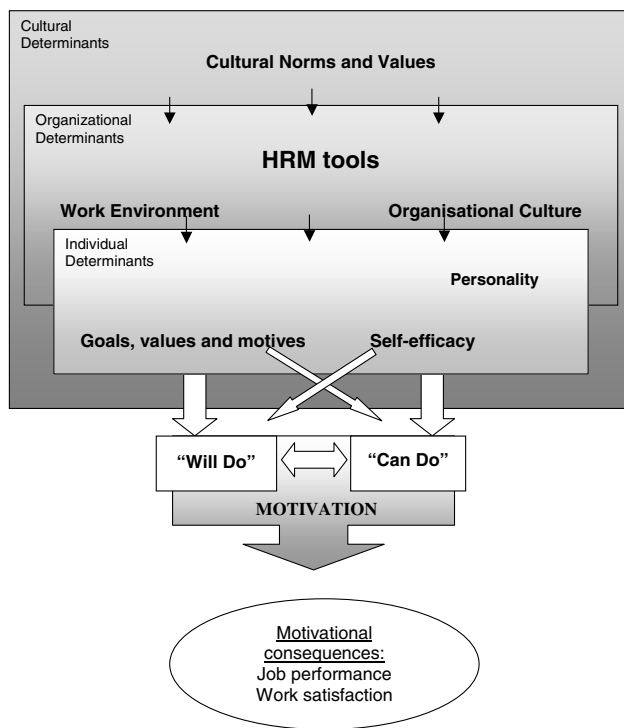 Cultural
Determinants
Cultural Norms and Values
Organizational
Determinants
HRM tools
Work Environment
Organisational Culture
Individual
Determinants
Personality
Goals, values and motives
Self-efficacy
“Will Do”
“Can Do”
MOTIVATION
Motivational
consequences:
Job performance
Work satisfaction